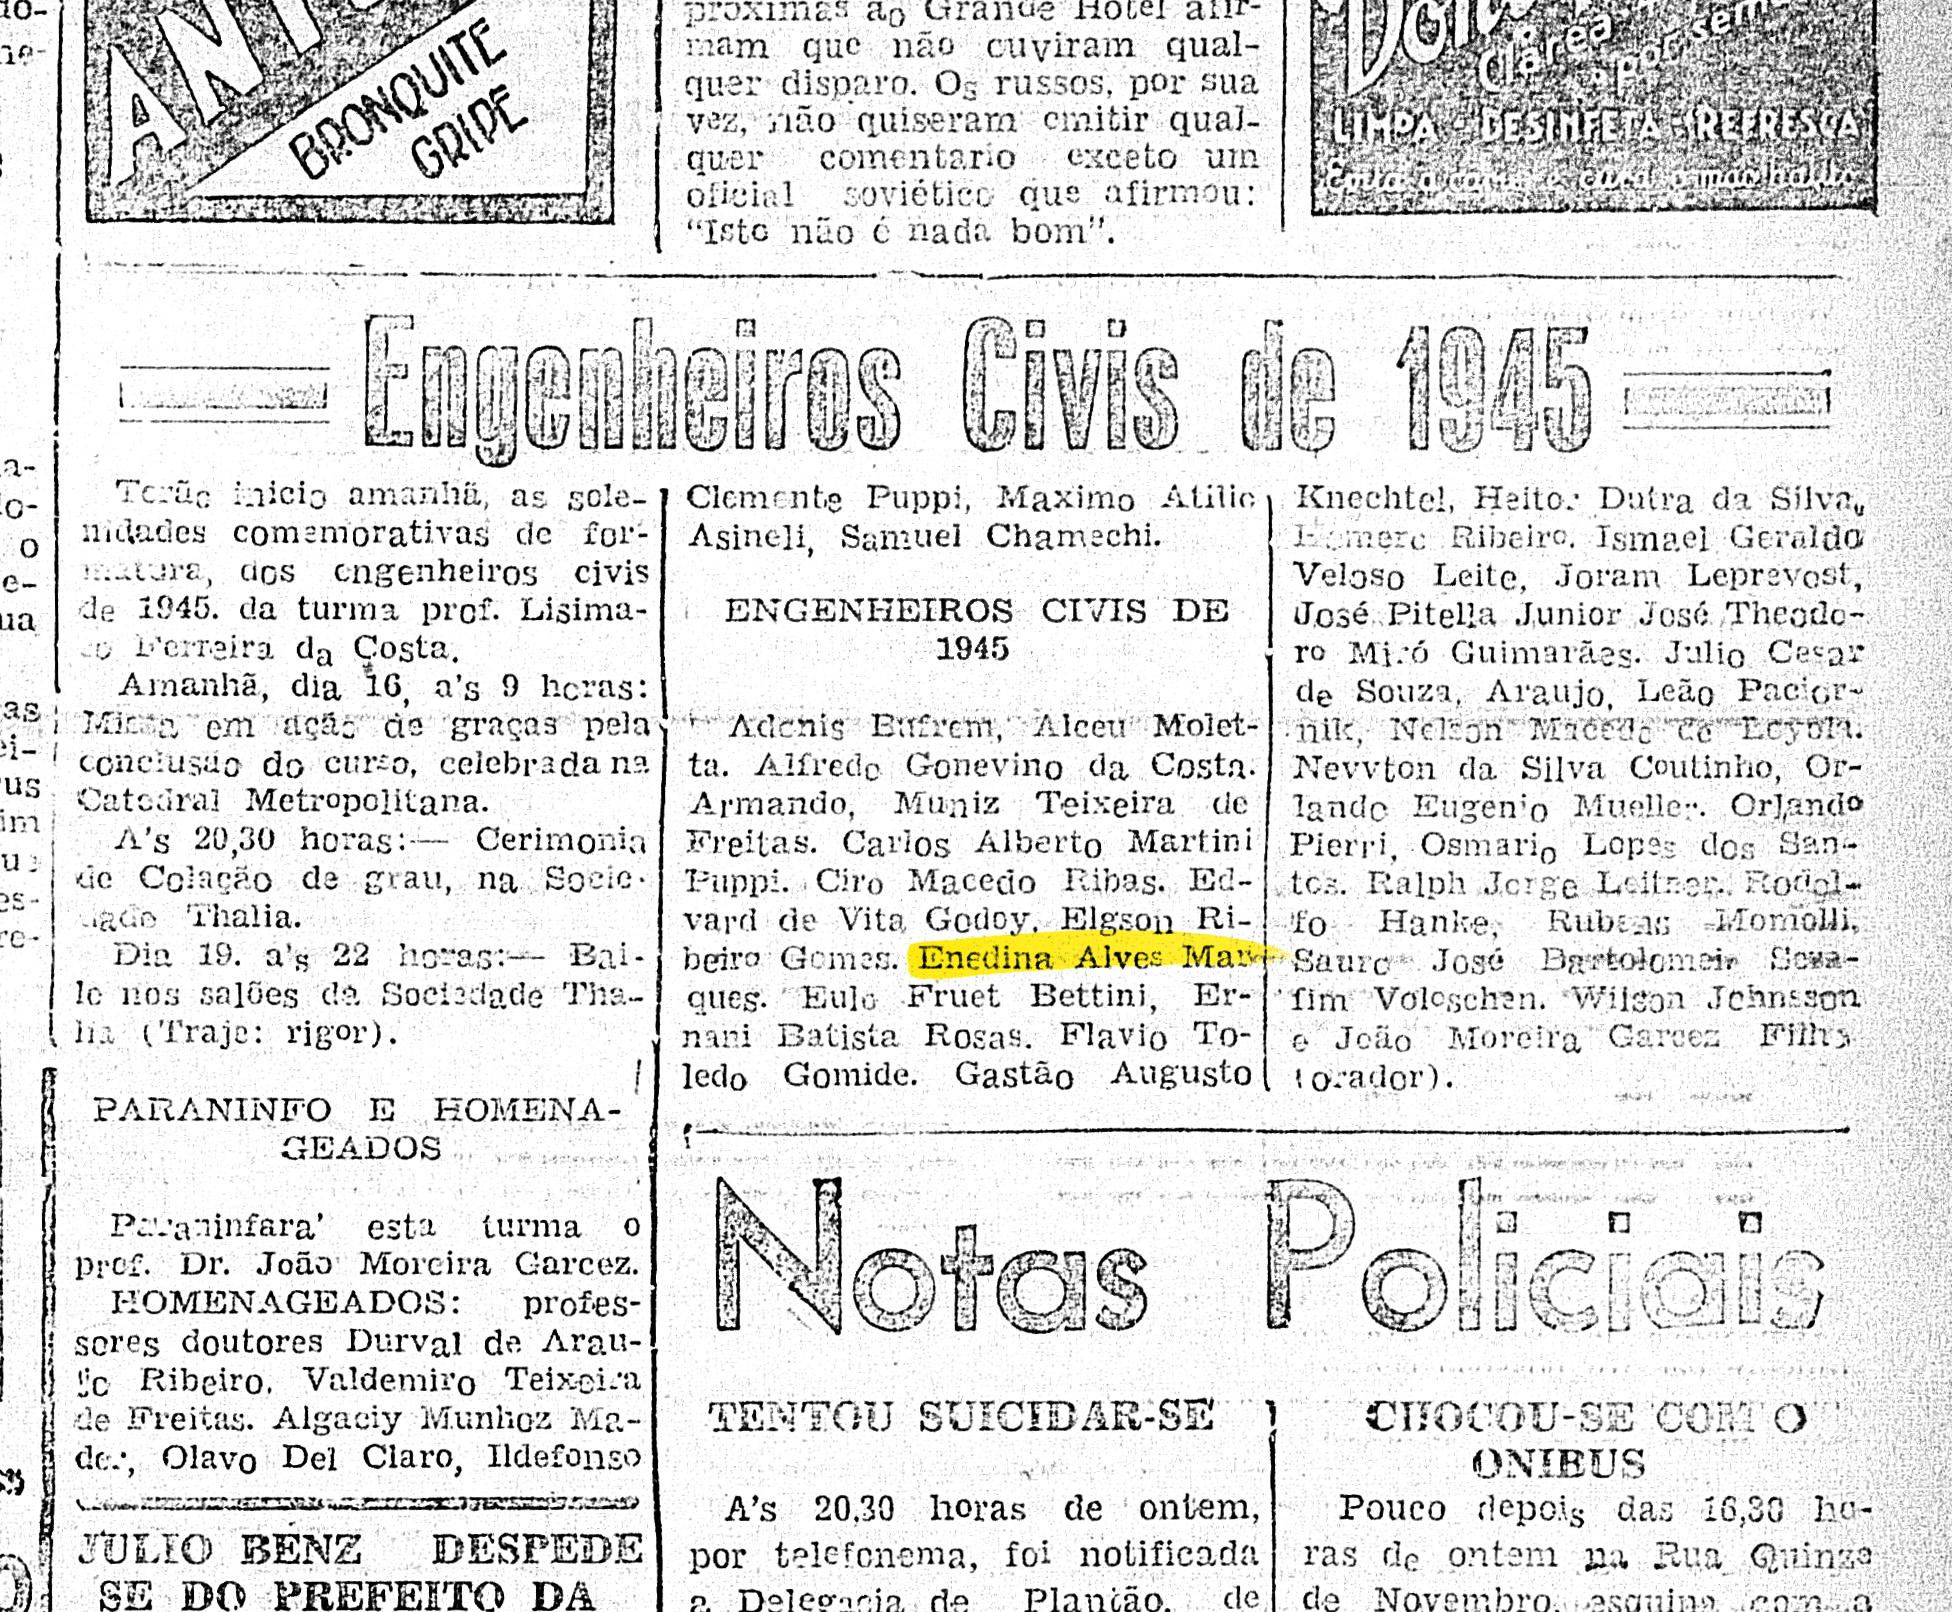 ANT
BRONQUITE
GRIPE
próximas ao Grande Hotel afir-
mam que não cuviram qual-
quer disparo. Os russos, por sua
vez, não quiseram emitir qual-
quer comentario exceto um
oficial soviético que afirmou:
"Isto não é nada bom".
Clarea
por sem
LIMPA - DESINFETA - REFRESCA
Engenheiros Civis de 1945
Terão inicio amanhã, as sole-
nidades comemorativas de for-
matura, dos engenheiros civis
de 1945. da turma prof. Lisima-
co Ferreira da Costa.
Amanhã, dia 16, a's 9 horas:
Missa em ação de graças pela
conclusão do curso, celebrada na
Catedral Metropolitana.
A's 20,30 horas:— Cerimonia
de Colação de grau, na Socie-
dade Thalia.
Dia 19. a's 22 horas:— Bai-
le nos salões da Sociedade Tha-
lia (Traje: rigor).
PARANINFO E HOMENA-
GEADOS
Paraninfara' esta turma o
prof. Dr. João Moreira Garcez.
HOMENAGEADOS: profes-
sores doutores Durval de Arau-
jo Ribeiro, Valdemiro Teixeira
de Freitas. Algaciy Munhoz Ma-
der, Olavo Del Claro, Ildefonso
Clemente Puppi, Maximo Atilio
Asineli, Samuel Chamechi.
ENGENHEIROS CIVIS DE
1945
Adonis Bufrem, Alceu Molet-
ta. Alfredo Gonevino da Costa.
Armando, Muniz Teixeira de
Freitas. Carlos Alberto Martini
Puppi. Ciro Macedo Ribas. Ed-
vard de Vita Godoy. Elgson Ri-
beiro Gomes. Enedina Alves Mar-
ques. Eulo Fruet Bettini, Er-
nani Batista Rosas. Flavio To-
ledo Gomide. Gastão Augusto
Knechtel, Heitor Dutra da Silva,
Homero Ribeiro. Ismael Geraldo
Veloso Leite, Joram Leprevost,
José Pitella Junior José Theodo-
ro Miró Guimarães. Julio Cesar
de Souza, Araujo, Leão Pacior-
nik, Nelson Macedo de Loyola.
Nevvton da Silva Coutinho, Or-
lando Eugenio Mueller. Orlando
Pierri, Osmario Lopes dos San-
tos. Ralph Jorge Leitner. Rodol-
fo Hanke, Rubens Momolli,
Sauro José Bartolomeir Sera-
fim Voloschen. Wilson Johnsson
e João Moreira Garcez Filho
(orador).
Notas Policiais
TENTOU SUICIDAR-SE
A's 20,30 horas de ontem,
por telefonema, foi notificada
a Delegacia de Plantão, de
CHOCOU-SE COM O
ONIBUS
Pouco depois das 16,30 ho-
ras de ontem na Rua Quinze
de Novembro, esquina com a
JULIO BENZ DESPEDE
SE DO PREFEITO DA